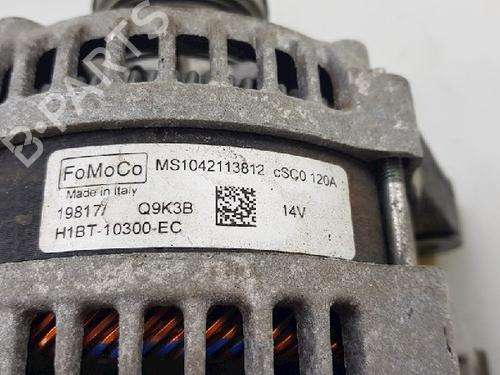 B-PARTS
FoMoCo MS1042113812 cSC0 120A
Made in Italy
19817/ Q9K3B 14V
H1BT-10300-EC